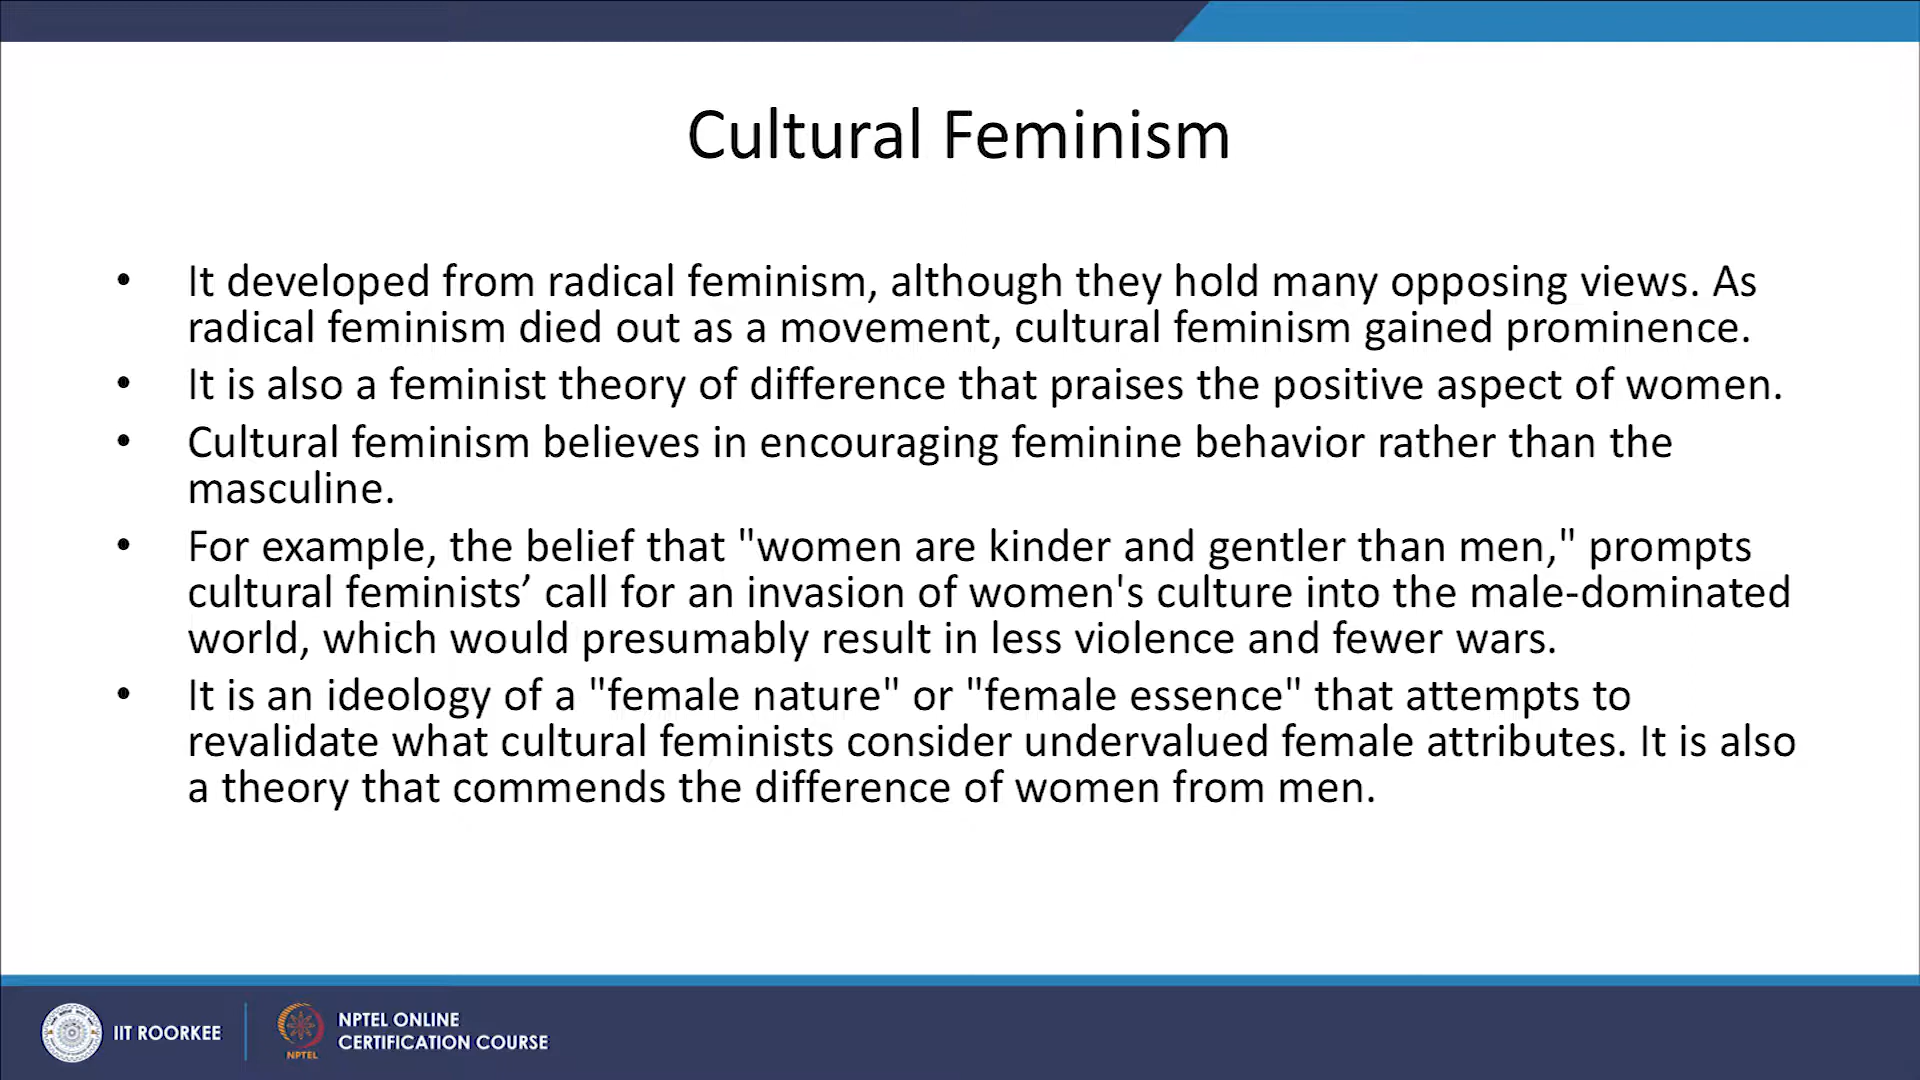 Cultural Feminism
• It developed from radical feminism, although they hold many opposing views. As
radical feminism died out as a movement, cultural feminism gained prominence.
• It is also a feminist theory of difference that praises the positive aspect of women.
• Cultural feminism believes in encouraging feminine behavior rather than the
masculine.
• For example, the belief that "women are kinder and gentler than men," prompts
cultural feminists’ call for an invasion of women's culture into the male-dominated
world, which would presumably result in less violence and fewer wars.
• It is an ideology of a "female nature" or "female essence" that attempts to
revalidate what cultural feminists consider undervalued female attributes. It is also
a theory that commends the difference of women from men.
IIT ROORKEE
NPTEL
NPTEL ONLINE
CERTIFICATION COURSE